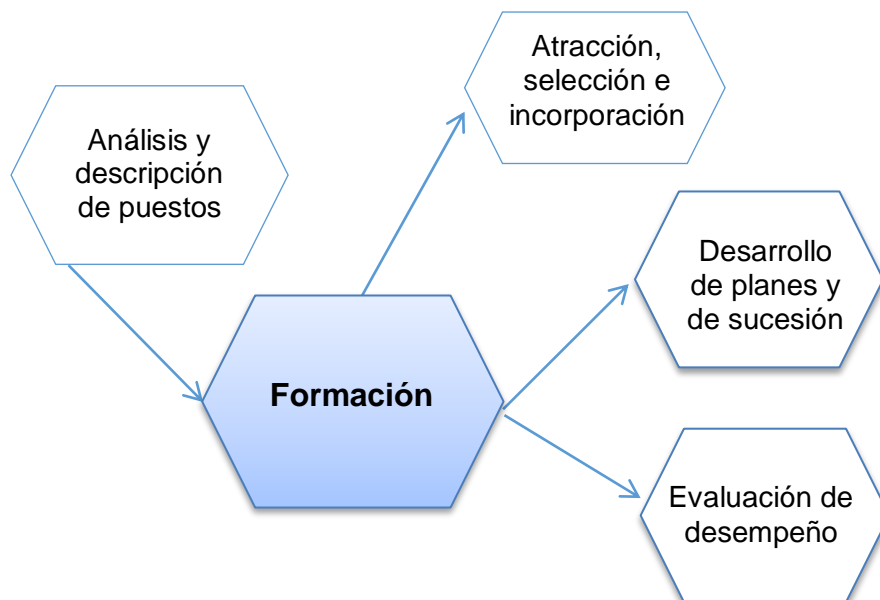 Atracción,
selección e
incorporación
Análisis y
descripción
de puestos
Desarrollo
de planes y
de sucesión
Formación
Evaluación de
desempeño